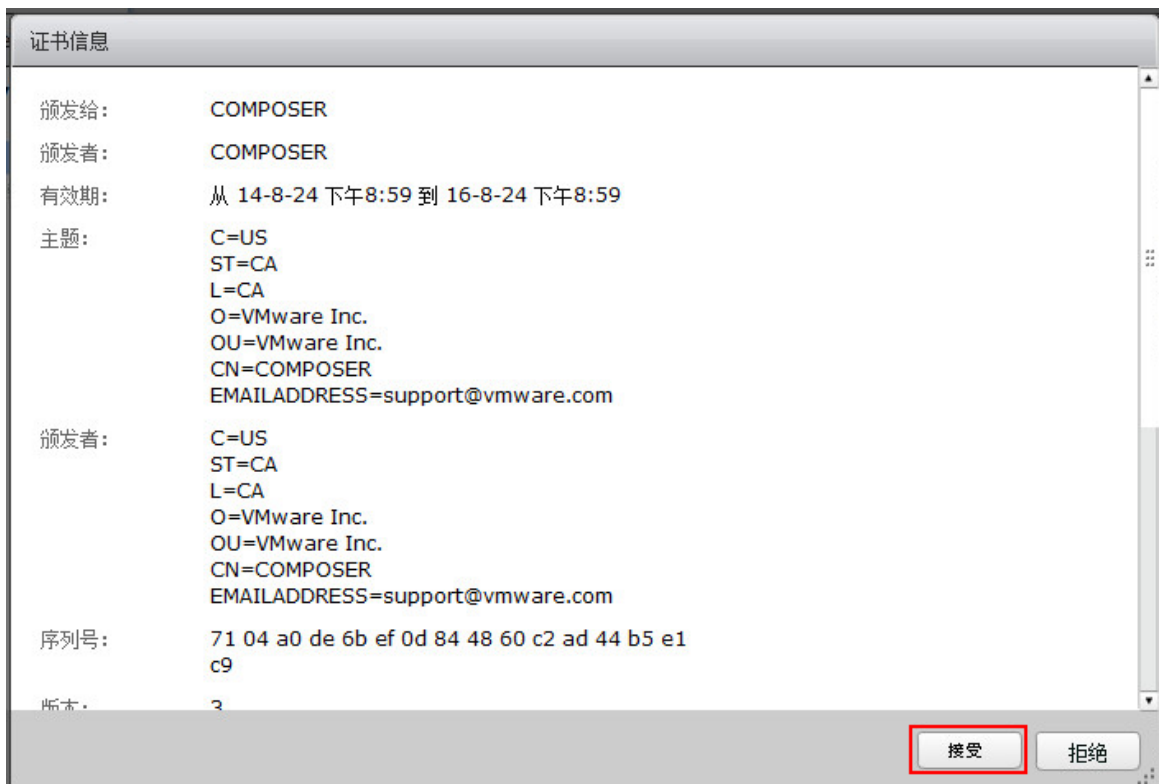 证书信息
颁发给: COMPOSER
颁发者: COMPOSER
有效期: 从 14-8-24 下午8:59 到 16-8-24 下午8:59
主题: C=US
ST=CA
L=CA
O=VMware Inc.
OU=VMware Inc.
CN=COMPOSER
EMAILADDRESS=support@vmware.com
颁发者: C=US
ST=CA
L=CA
O=VMware Inc.
OU=VMware Inc.
CN=COMPOSER
EMAILADDRESS=support@vmware.com
序列号: 71 04 a0 de 6b ef 0d 84 48 60 c2 ad 44 b5 e1
c9
版本: 3
接受 拒绝